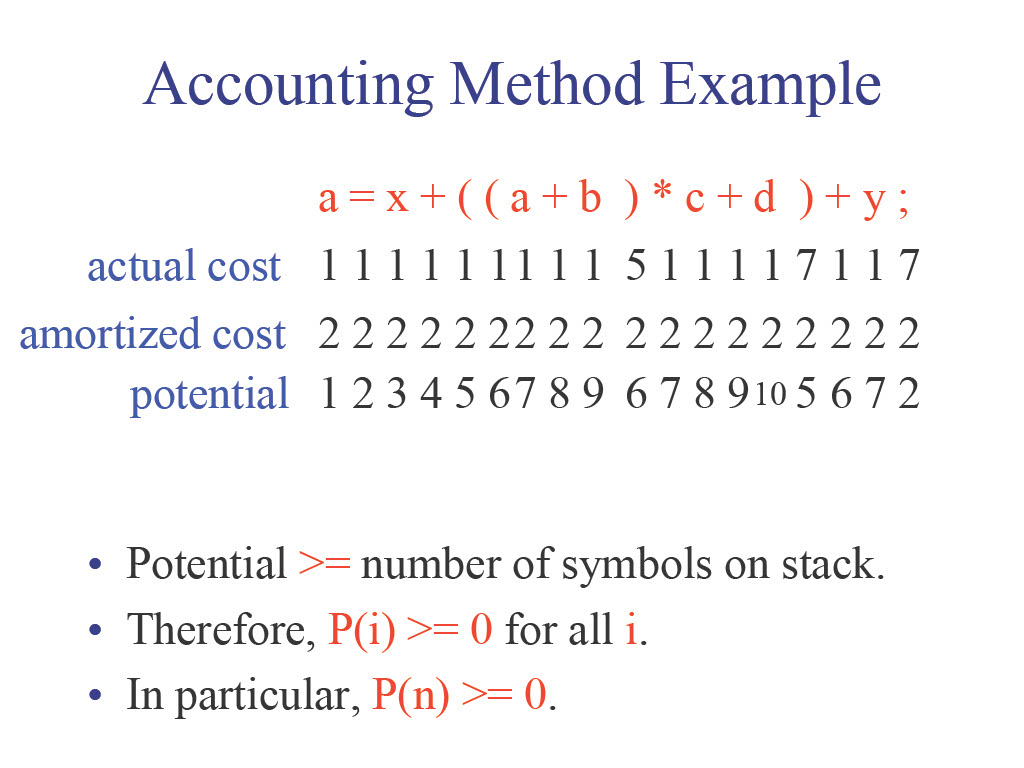 Accounting Method Example
a = x + ( ( a + b ) * c + d ) + y ;
actual cost 1 1 1 1 1 1 1 1 1 5 1 1 1 1 7 1 1 7
amortized cost 2 2 2 2 2 2 2 2 2 2 2 2 2 2 2 2 2 2
potential 1 2 3 4 5 6 7 8 9 6 7 8 9 10 5 6 7 2
• Potential >= number of symbols on stack.
• Therefore, P(i) >= 0 for all i.
• In particular, P(n) >= 0.